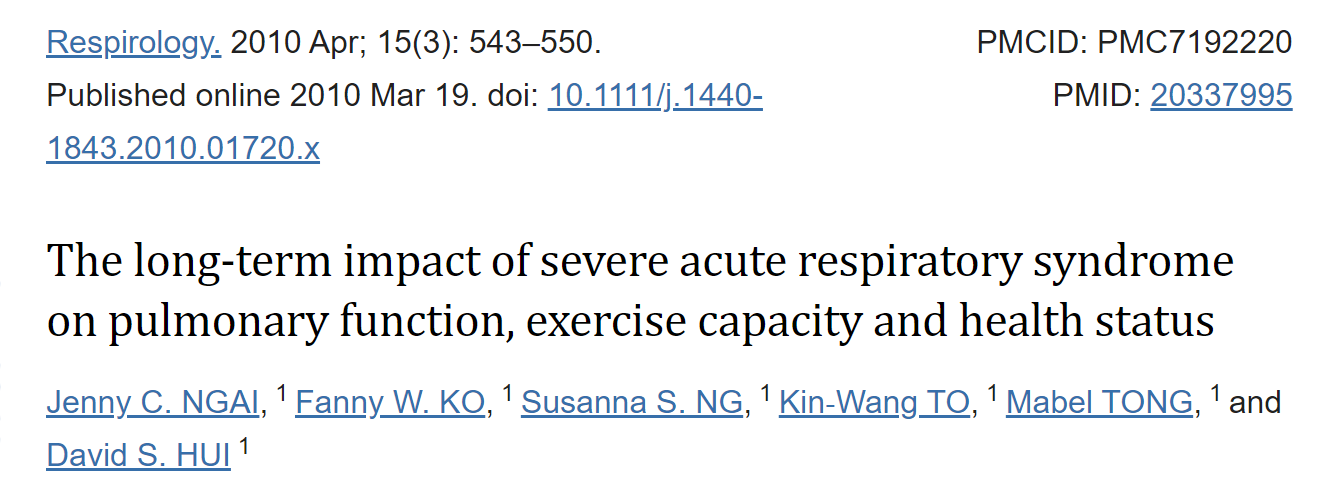 Respirology. 2010 Apr; 15(3): 543–550.
PMCID: PMC7192220
Published online 2010 Mar 19. doi: 10.1111/j.1440-
1843.2010.01720.x
PMID: 20337995
The long-term impact of severe acute respiratory syndrome
on pulmonary function, exercise capacity and health status
Jenny C. NGAI, 1 Fanny W. KO, 1 Susanna S. NG, 1 Kin‐Wang TO, 1 Mabel TONG, 1 and
David S. HUI 1